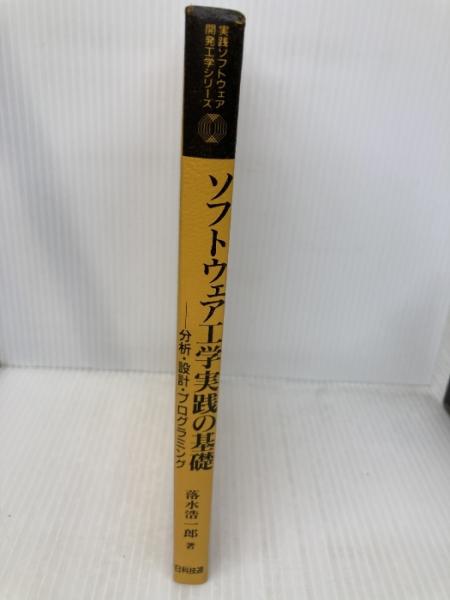 実践ソフトウェア
開発工学シリーズ
ソフトウェア工学実践の基礎
──分析・設計・プログラミング
落水浩一郎 著
日科技連